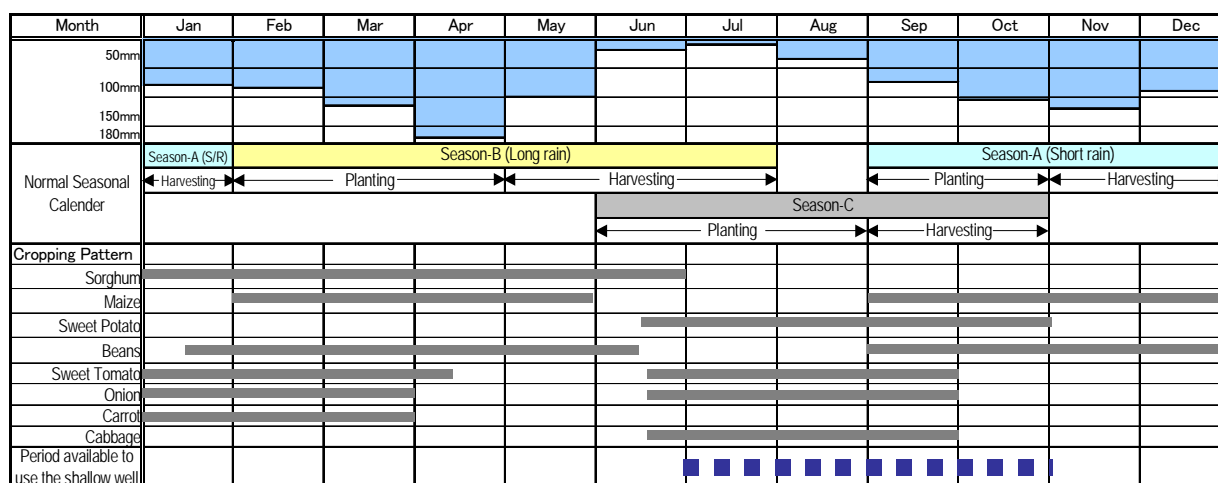 Month Jan Feb Mar Apr May Jun Jul Aug Sep Oct Nov Dec
50mm
100mm
150mm
180mm
Season-A (S/R) Season-B (Long rain) Season-A (Short rain)
Harvesting Planting Harvesting Planting Harvesting
Normal Seasonal
Calender
Season-C
Planting Harvesting
Cropping Pattern
Sorghum
Maize
Sweet Potato
Beans
Sweet Tomato
Onion
Carrot
Cabbage
Period available to
use the shallow well